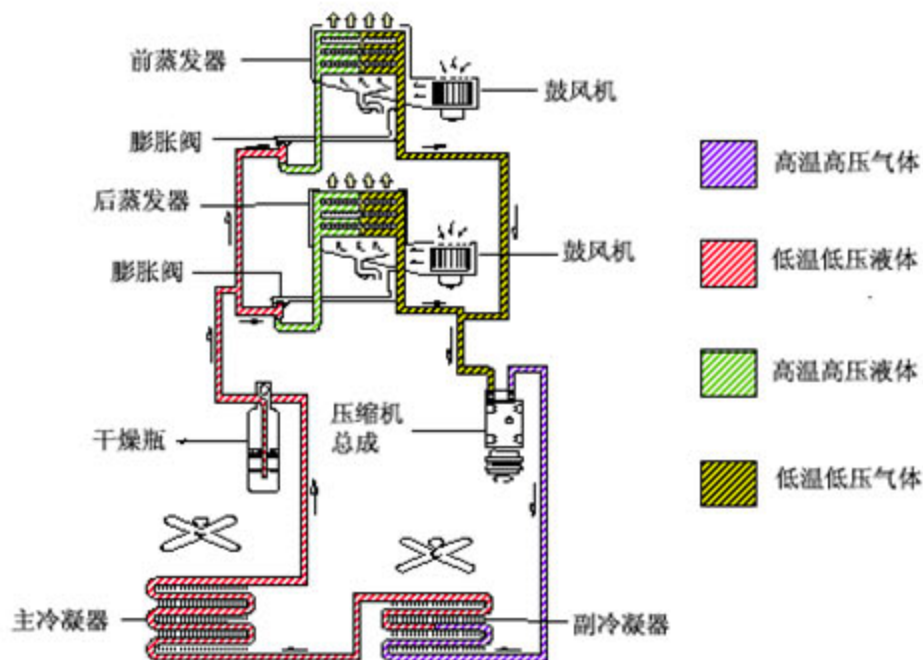 前蒸发器
鼓风机
膨胀阀
高温高压气体
后蒸发器
低温低压液体
鼓风机
膨胀阀
高温高压液体
干燥瓶
压缩机
总成
低温低压气体
主冷凝器
副冷凝器